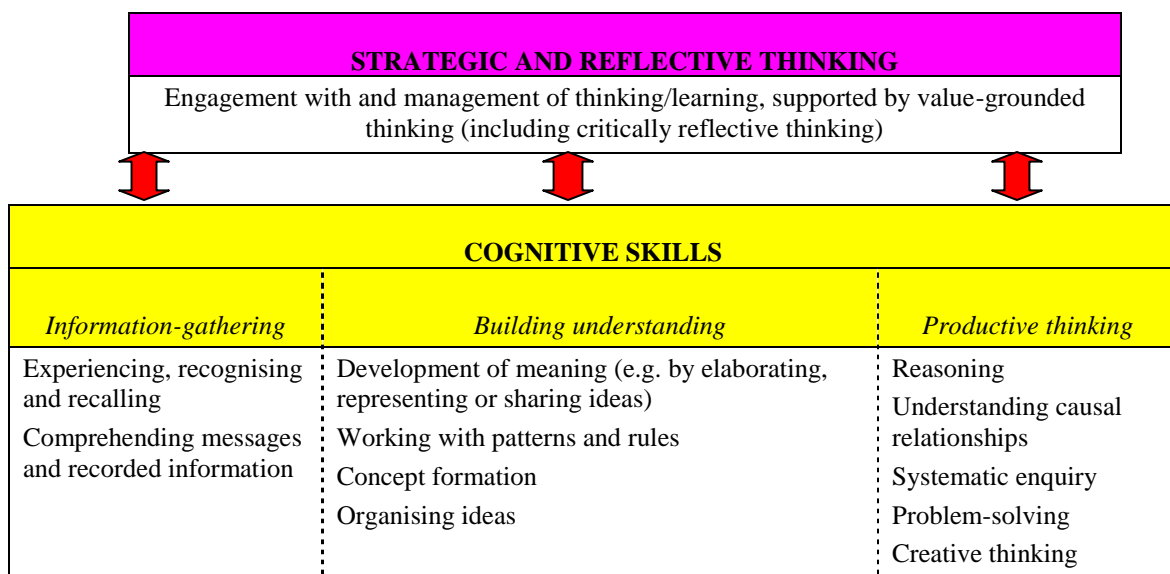 STRATEGIC AND REFLECTIVE THINKING
Engagement with and management of thinking/learning, supported by value-grounded
thinking (including critically reflective thinking)
COGNITIVE SKILLS
Information-gathering
Building understanding
Productive thinking
Experiencing, recognising
and recalling
Comprehending messages
and recorded information
Development of meaning (e.g. by elaborating,
representing or sharing ideas)
Working with patterns and rules
Concept formation
Organising ideas
Reasoning
Understanding causal
relationships
Systematic enquiry
Problem-solving
Creative thinking